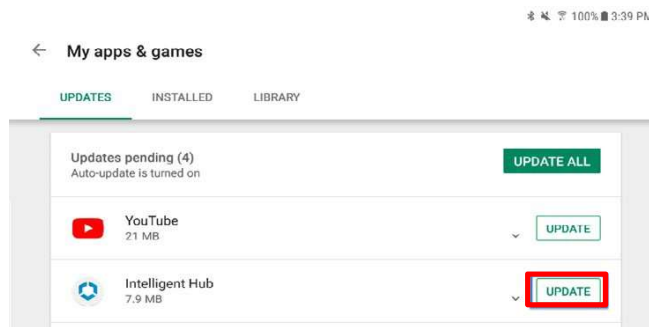 100% 3:39 PM
My apps & games
UPDATES INSTALLED LIBRARY
Updates pending (4)
UPDATE ALL
Auto-update is turned on
YouTube
UPDATE
21 MB
Intelligent Hub
UPDATE
7.9 MB